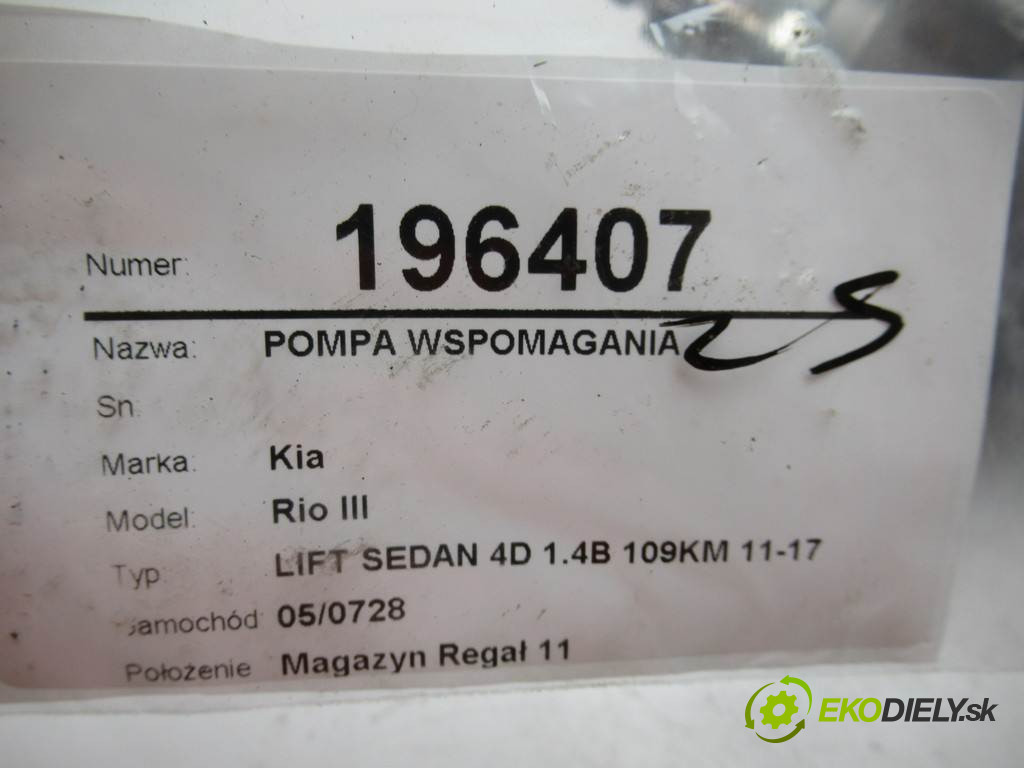 Numer: 196407
Nazwa: POMPA WSPOMAGANIA 25
Sn
Marka: Kia
Model: Rio III
Typ LIFT SEDAN 4D 1.4B 109KM 11-17
Samochód 05/0728
Położenie Magazyn Regał 11
EKODIELY.sk